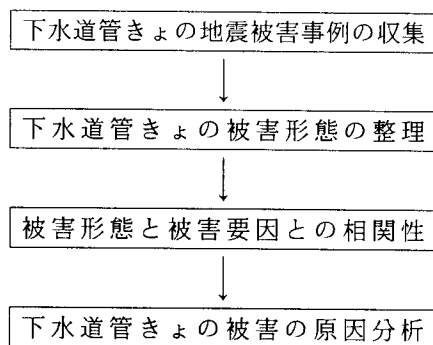 下水道管きょの地震被害事例の収集
下水道管きょの被害形態の整理
被害形態と被害要因との相関性
下水道管きょの被害の原因分析